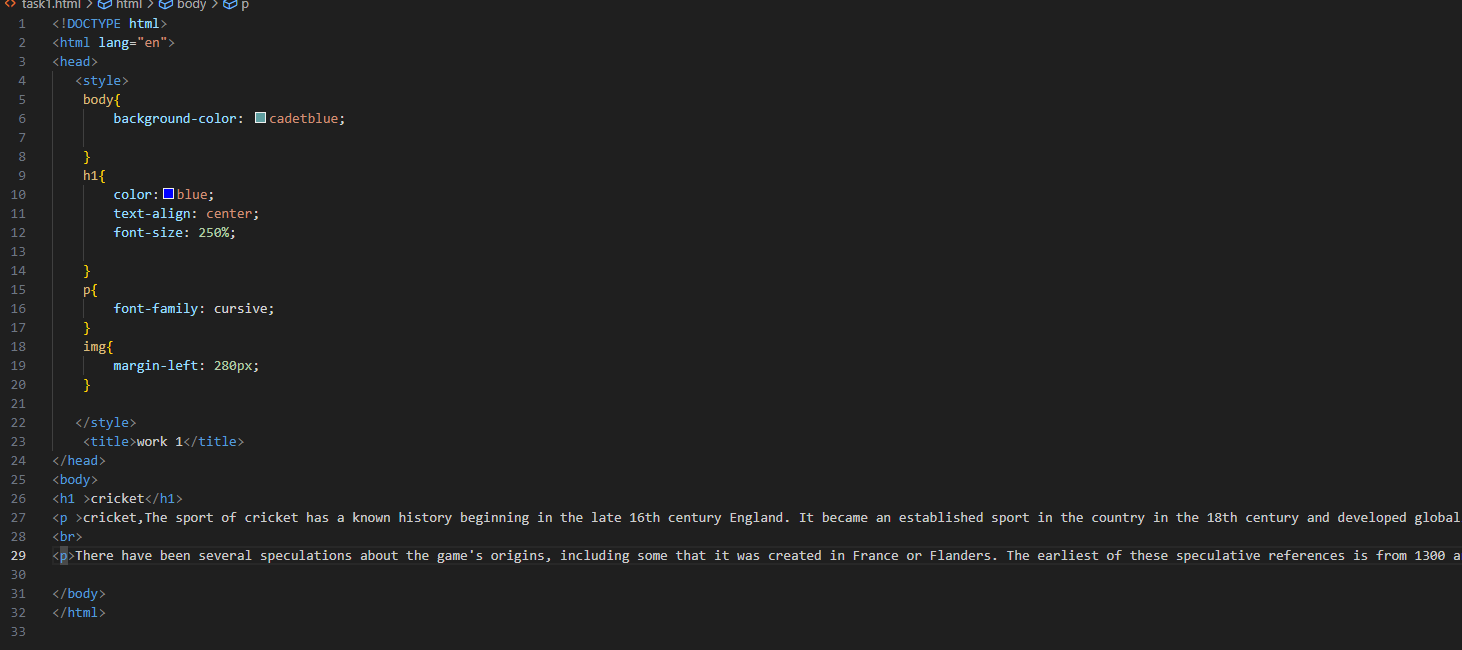 task1.html > html > body > p
1 <!DOCTYPE html>
2 <html lang="en">
3 <head>
4 <style>
5 body{
6 background-color: cadetblue;
7
8 }
9 h1{
10 color:blue;
11 text-align: center;
12 font-size: 250%;
13
14 }
15 p{
16 font-family: cursive;
17 }
18 img{
19 margin-left: 280px;
20 }
21
22 </style>
23 <title>work 1</title>
24 </head>
25 <body>
26 <h1 >cricket</h1>
27 <p >cricket,The sport of cricket has a known history beginning in the late 16th century England. It became an established sport in the country in the 18th century and developed global
28 <br>
29 <p>There have been several speculations about the game's origins, including some that it was created in France or Flanders. The earliest of these speculative references is from 1300 a
30
31 </body>
32 </html>
33